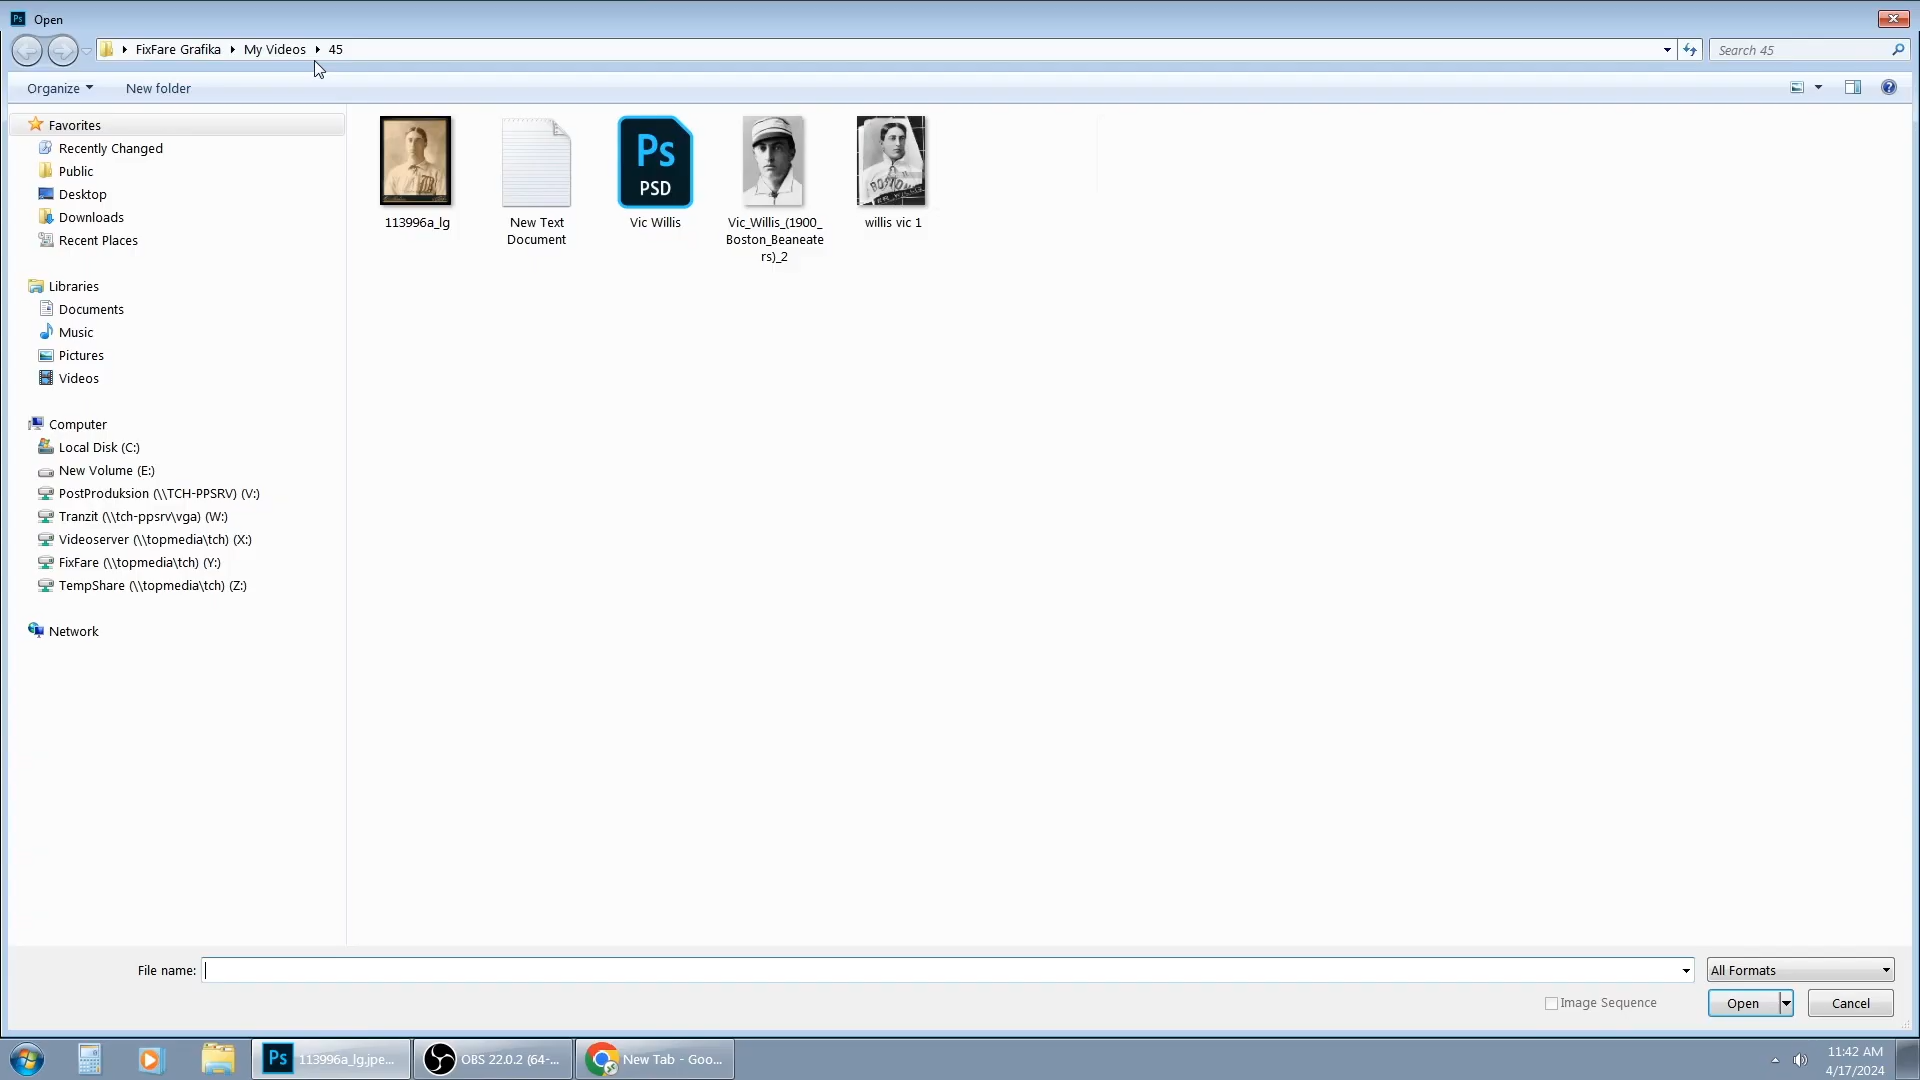 Ps Open
FixFare Grafika My Videos 45
Search 45
Organize New folder
Favorites
Recently Changed
Public
Desktop
Downloads
Recent Places
Libraries
Documents
Music
Pictures
Videos
Computer
Local Disk (C:)
New Volume (E:)
PostProduksion (\\TCH-PPSRV) (V:)
Tranzit (\\tch-ppsrv\vga) (W:)
Videoserver (\\topmedia\tch) (X:)
FixFare (\\topmedia\tch) (Y:)
TempShare (\\topmedia\tch) (Z:)
Network
113996a_lg
New Text
Document
Ps
PSD
Vic Willis
Vic_Willis_(1900_
Boston_Beaneate
rs)_2
BOSTON
willis vic 1
File name:
All Formats
Image Sequence
Open Cancel
Ps 113996a_lg.jpe...
OBS 22.0.2 (64-...
New Tab - Goo...
11:42 AM
4/17/2024